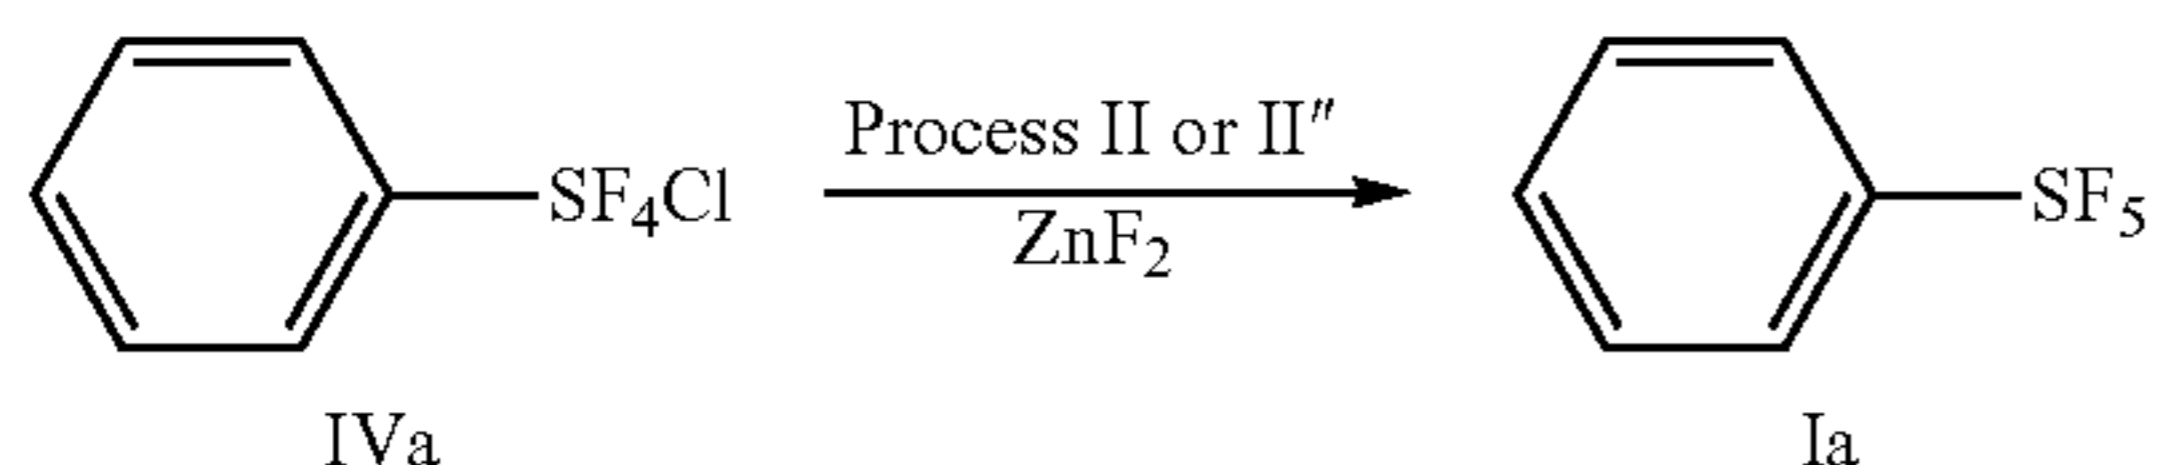 Process II or II″
SF₄Cl
ZnF₂
SF₅
IVa
Ia